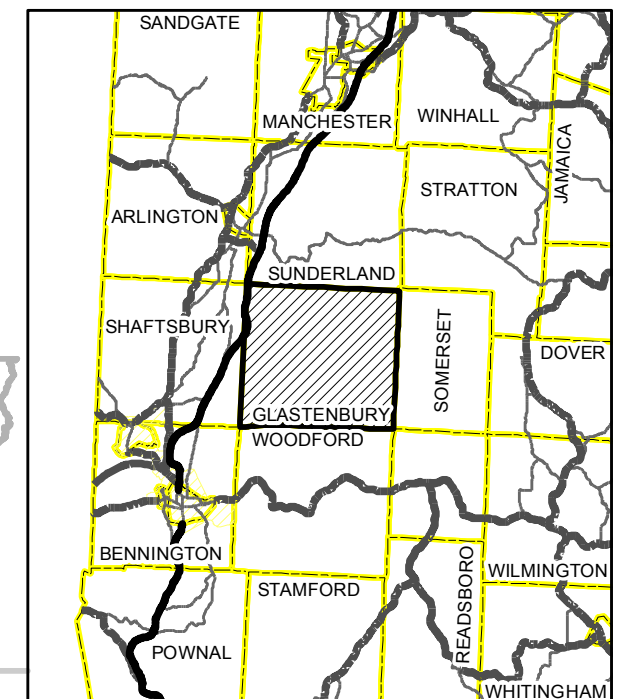 SANDGATE
MANCHESTER
WINHALL
JAMAICA
STRATTON
ARLINGTON
SUNDERLAND
SHAFTSBURY
SOMERSET
DOVER
GLASTENBURY
WOODFORD
BENNINGTON
READSBORO
WILMINGTON
STAMFORD
POWNAL
WHITINGHAM